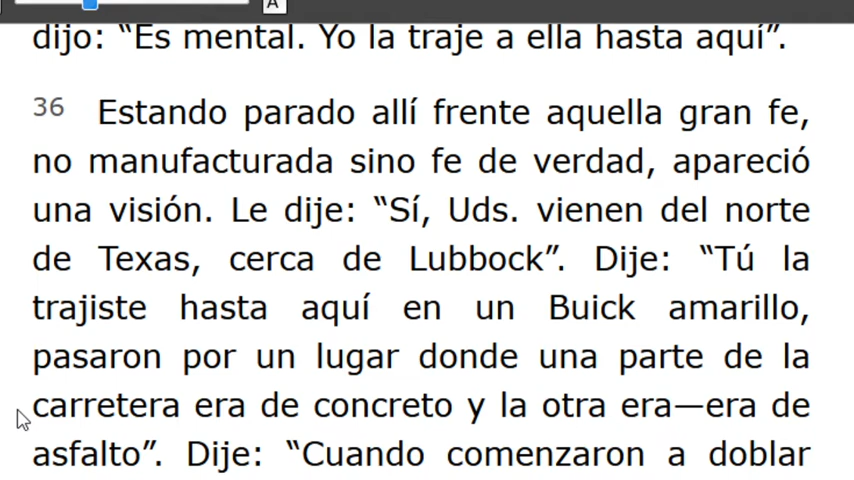 A
dijo: “Es mental. Yo la traje a ella hasta aquí”.
36 Estando parado allí frente aquella gran fe,
no manufacturada sino fe de verdad, apareció
una visión. Le dije: “Sí, Uds. vienen del norte
de Texas, cerca de Lubbock”. Dije: “Tú la
trajiste hasta aquí en un Buick amarillo,
pasaron por un lugar donde una parte de la
carretera era de concreto y la otra era—era de
asfalto”. Dije: “Cuando comenzaron a doblar